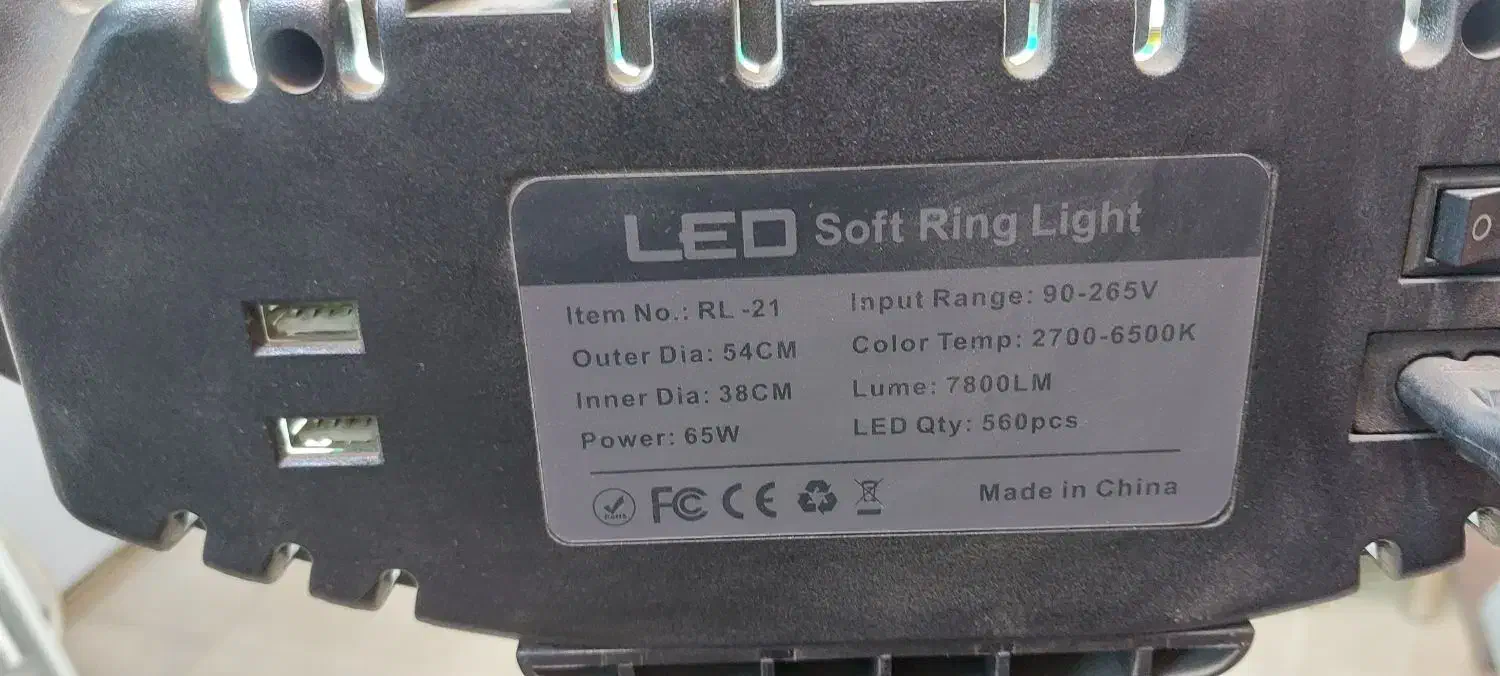 LED Soft Ring Light
Item No.: RL -21
Input Range: 90-265V
Outer Dia: 54CM
Color Temp: 2700-6500K
Inner Dia: 38CM
Lume: 7800LM
Power: 65W
LED Qty: 560pcs
RoHS FC CE
Made in China
O